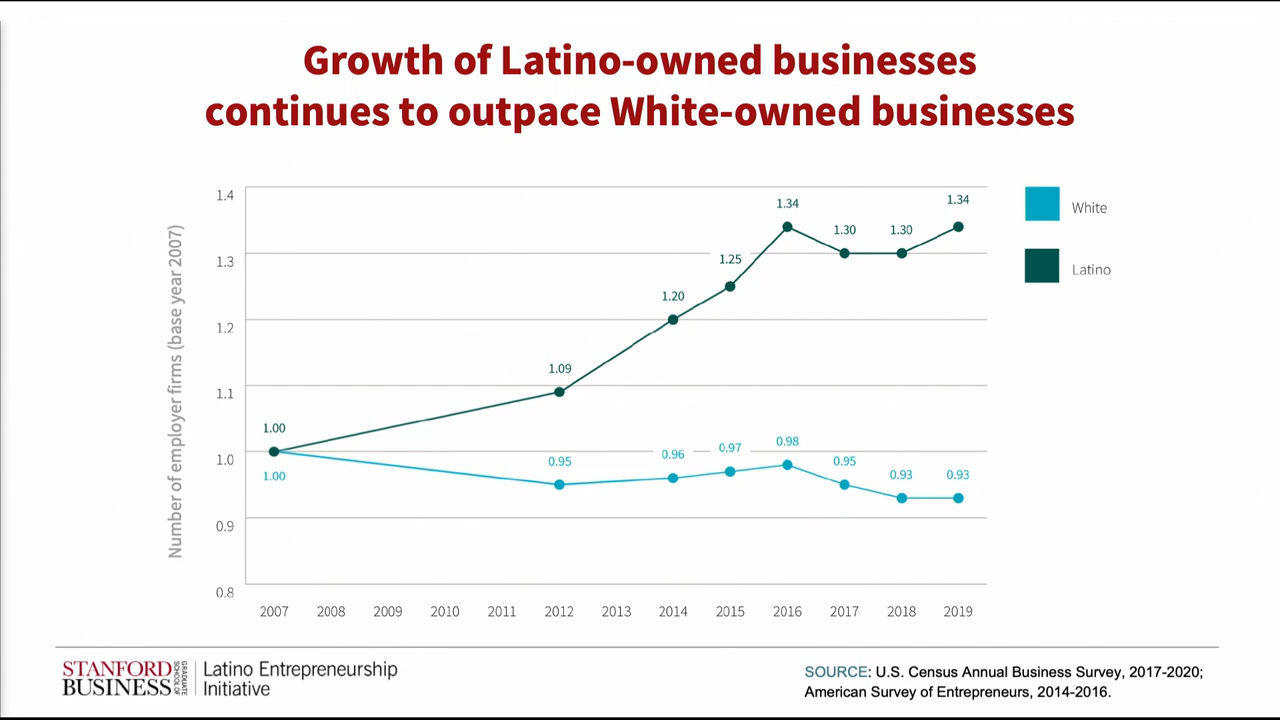 Growth of Latino-owned businesses
continues to outpace White-owned businesses
Number of employer firms (base year 2007)
1.4
1.3
1.2
1.1
1.0
0.9
0.8
1.00
1.09
1.20
1.25
1.34
1.30
1.30
1.34
1.00
0.95
0.96
0.97
0.98
0.95
0.93
0.93
2007 2008 2009 2010 2011 2012 2013 2014 2015 2016 2017 2018 2019
White
Latino
STANFORD
BUSINESS
GRADUATE
SCHOOL OF
Latino Entrepreneurship
Initiative
SOURCE: U.S. Census Annual Business Survey, 2017-2020;
American Survey of Entrepreneurs, 2014-2016.